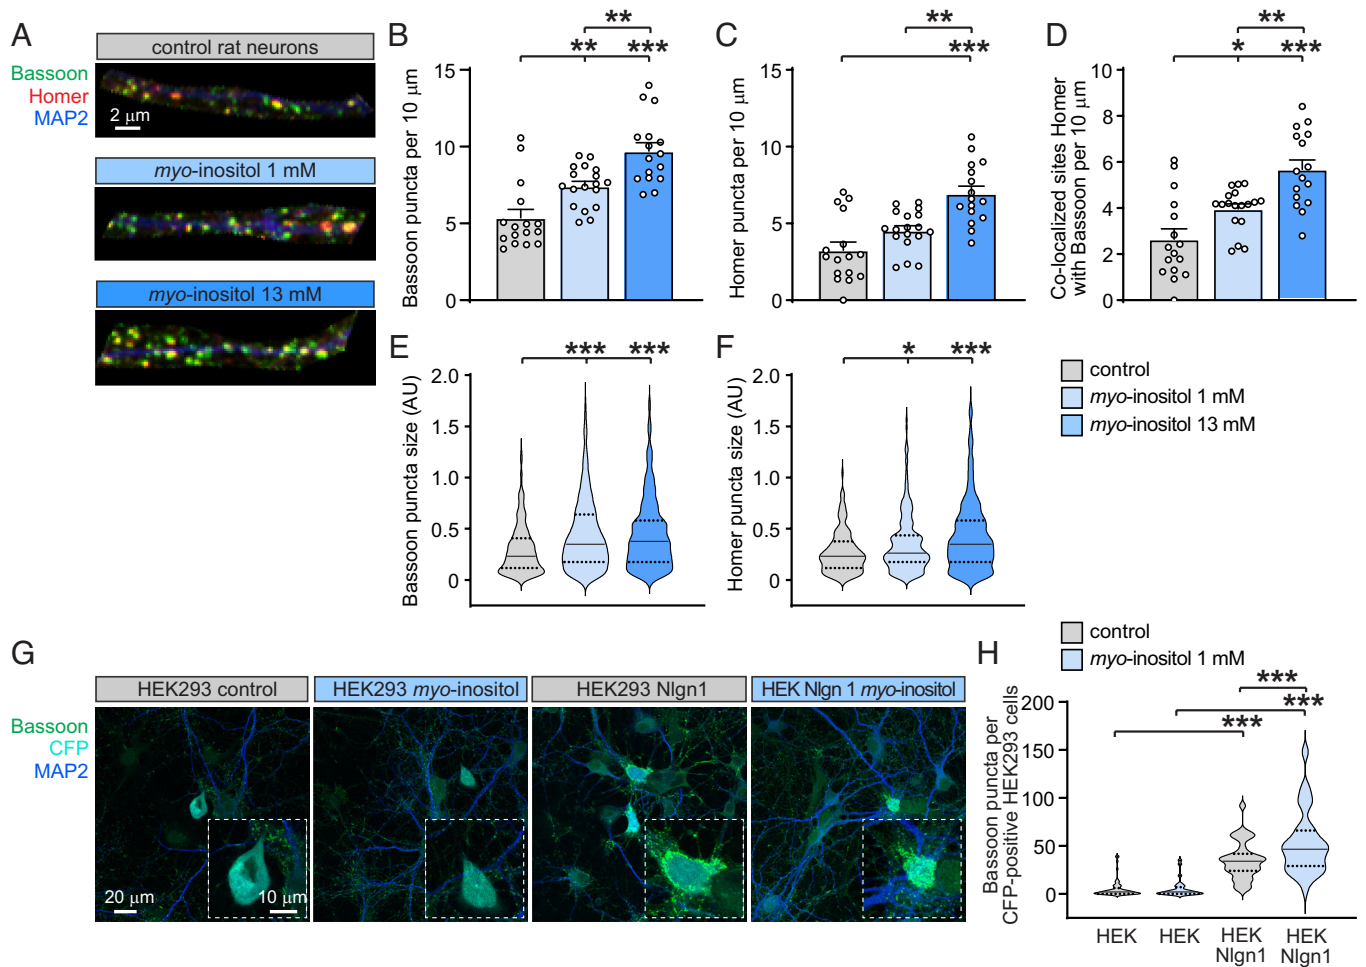 A
control rat neurons
Bassoon
Homer
MAP2
2 μm
myo-inositol 1 mM
myo-inositol 13 mM
B
**
** ***
Bassoon puncta per 10 μm
15
10
5
0
C
**
***
Homer puncta per 10 μm
15
10
5
0
D
**
* ***
Co-localized sites Homer
with Bassoon per 10 μm
10
8
6
4
2
0
E
*** ***
Bassoon puncta size (AU)
2.0
1.5
1.0
0.5
0
F
* ***
Homer puncta size (AU)
2.0
1.5
1.0
0.5
0
control
myo-inositol 1 mM
myo-inositol 13 mM
G
HEK293 control
HEK293 myo-inositol
HEK293 Nlgn1
HEK Nlgn 1 myo-inositol
Bassoon
CFP
MAP2
20 μm
10 μm
control
myo-inositol 1 mM
H
***
***
***
Bassoon puncta per
CFP-positive HEK293 cells
200
150
100
50
0
HEK
HEK
HEK
Nlgn1
HEK
Nlgn1